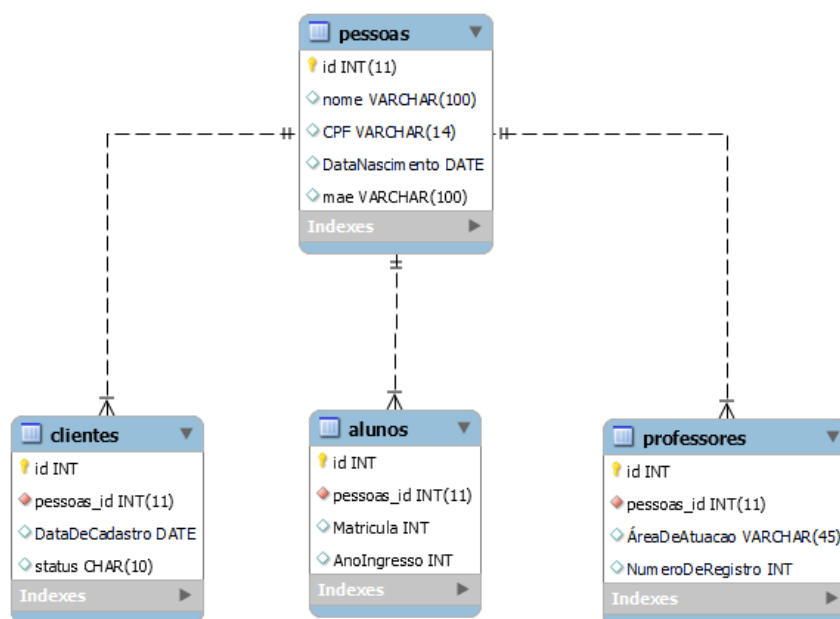 pessoas
id INT(11)
nome VARCHAR(100)
CPF VARCHAR(14)
DataNascimento DATE
mae VARCHAR(100)
Indexes
clientes
id INT
pessoas_id INT(11)
DataDeCadastro DATE
status CHAR(10)
Indexes
alunos
id INT
pessoas_id INT(11)
Matricula INT
AnoIngresso INT
Indexes
professores
id INT
pessoas_id INT(11)
ÁreaDeAtuacao VARCHAR(45)
NumeroDeRegistro INT
Indexes